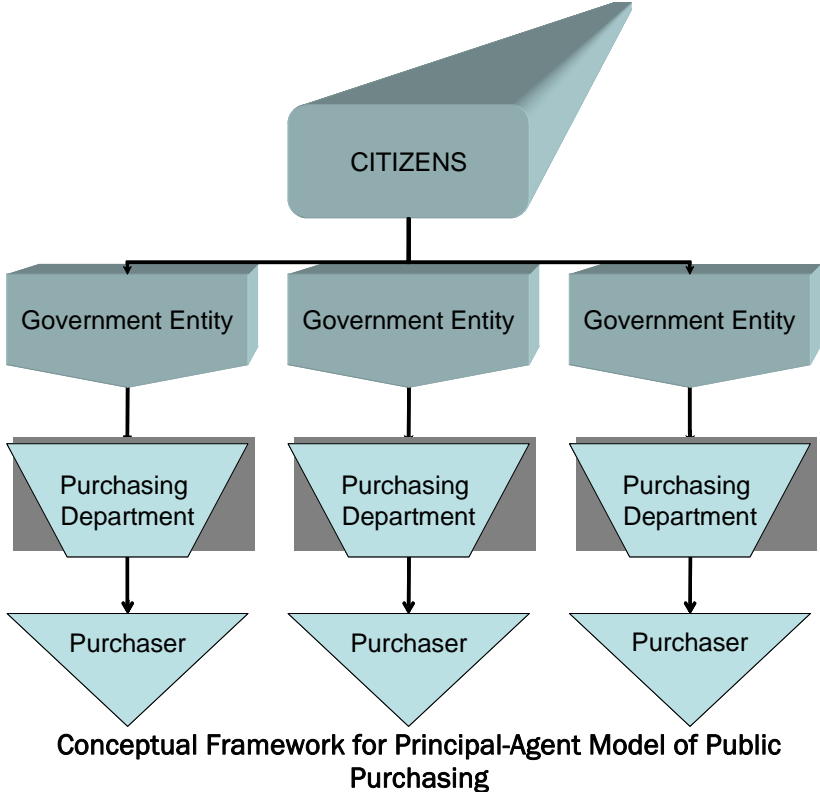 CITIZENS
Government Entity
Government Entity
Government Entity
Purchasing
Department
Purchasing
Department
Purchasing
Department
Purchaser
Purchaser
Purchaser
Conceptual Framework for Principal-Agent Model of Public
Purchasing